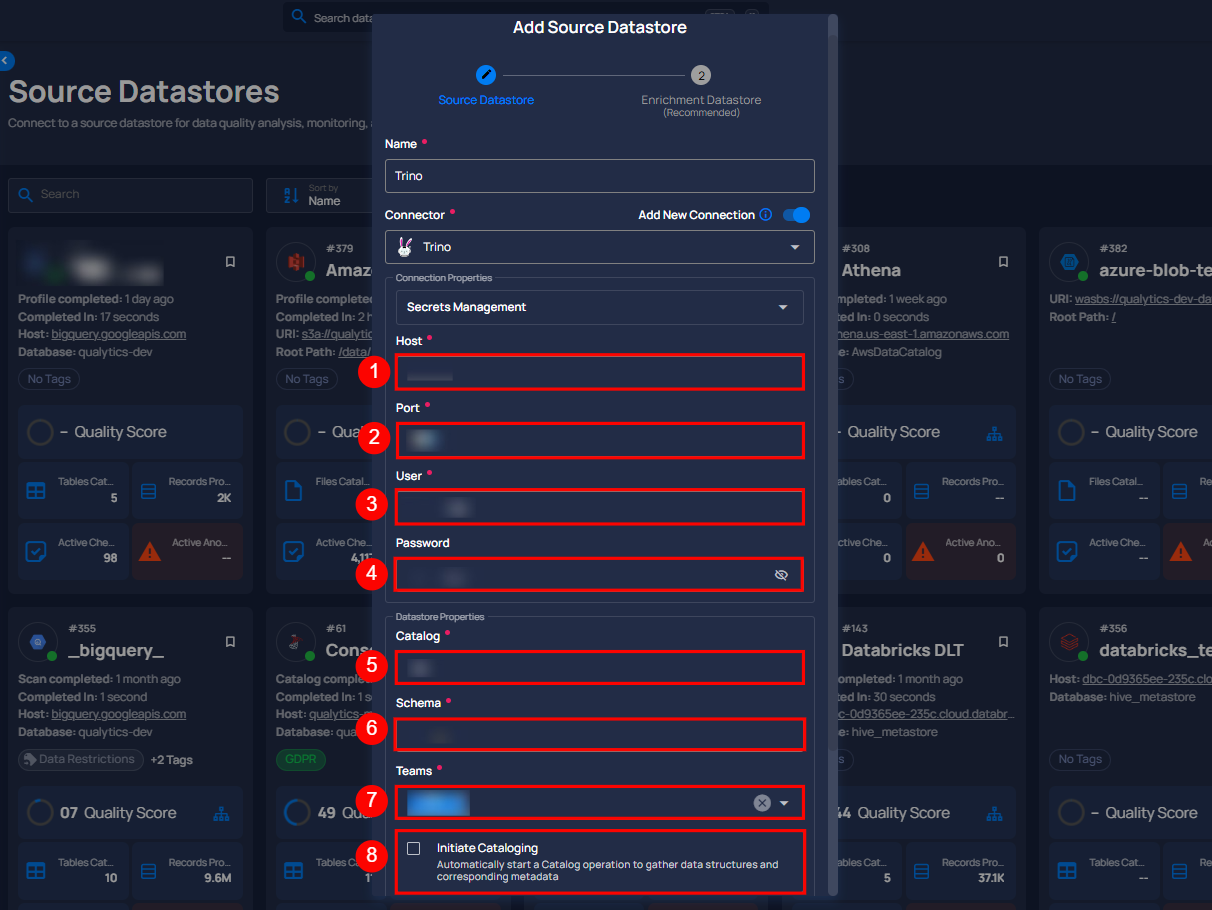 Search data
Add Source Datastore
2
Source Datastore
Enrichment Datastore
(Recommended)
Source Datastores
Connect to a source datastore for data quality analysis, monitoring,
Search
Sort by
Name
Name *
Trino
Connector *
Add New Connection
Trino
Connection Properties
Secrets Management
Host *
1
Port *
2
User *
3
Password
4
Datastore Properties
Catalog *
5
Schema *
6
Teams *
7
8
Initiate Cataloging
Automatically start a Catalog operation to gather data structures and
corresponding metadata
Profile completed: 1 day ago
Completed In: 17 seconds
Host: bigquery.googleapis.com
Database: qualytics-dev
No Tags
– Quality Score
Tables Cat...
5
Records Pro...
2K
Active Che...
98
Active Ano...
--
#379
Amaz
Profile completed:
Completed In: 2 h
URI: s3a://qualytic
Root Path: /data/
No Tags
– Qua
Files Catal
Active Che
4,117
#308
Athena
mpleted: 1 week ago
ed In: 0 seconds
hena.us-east-1.amazonaws.com
e: AwsDataCatalog
s
- Quality Score
ables Cat...
0
Records Pro...
--
ctive Che...
0
Active Ano...
0
#382
azure-blob-te
URI: wasbs://qualytics-dev-da
Root Path: /
No Tags
– Quality Score
Files Catal...
--
Re
Active Che...
--
A
#355
_bigquery_
Scan completed: 1 month ago
Completed In: 1 second
Host: bigquery.googleapis.com
Database: qualytics-dev
Data Restrictions
+2 Tags
07 Quality Score
Tables Cat...
10
Records Pro...
9.6M
#61
Cons
Catalog comple
Completed In: 1 s
Host: qualytics-m
Database: qua
GDPR
49 Qu
Tables C
#143
Databricks DLT
mpleted: 1 month ago
ed In: 30 seconds
c-0d9365ee-235c.cloud.databr...
e: hive_metastore
s
44 Quality Score
ables Cat...
5
Records Pro...
37.1K
#356
databricks_te
Host: dbc-0d9365ee-235c.clo
Database: hive_metastore
No Tags
– Quality Score
Tables Cat...
--
Re